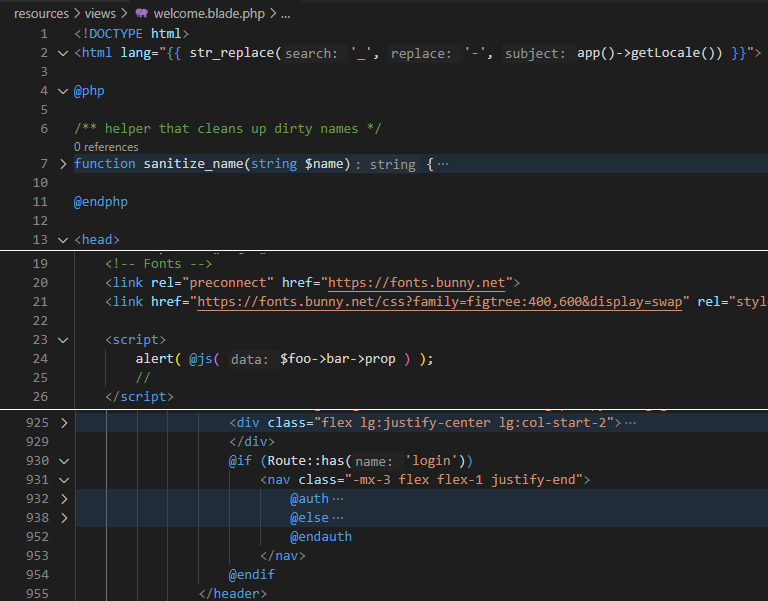 resources > views > welcome.blade.php > ...
1 <!DOCTYPE html>
2 <html lang="{{ str_replace(search: '_', replace: '-', subject: app()->getLocale()) }}">
3
4 @php
5
6 /** helper that cleans up dirty names */
0 references
7 function sanitize_name(string $name): string {⋯
10
11 @endphp
12
13 <head>
19 <!-- Fonts -->
20 <link rel="preconnect" href="https://fonts.bunny.net">
21 <link href="https://fonts.bunny.net/css?family=figtree:400,600&display=swap" rel="style
22
23 <script>
24 alert( @js( data: $foo->bar->prop ) );
25 //
26 </script>
925 <div class="flex lg:justify-center lg:col-start-2">⋯
929 </div>
930 @if (Route::has(name: 'login'))
931 <nav class="-mx-3 flex flex-1 justify-end">
932 @auth⋯
938 @else⋯
952 @endauth
953 </nav>
954 @endif
955 </header>